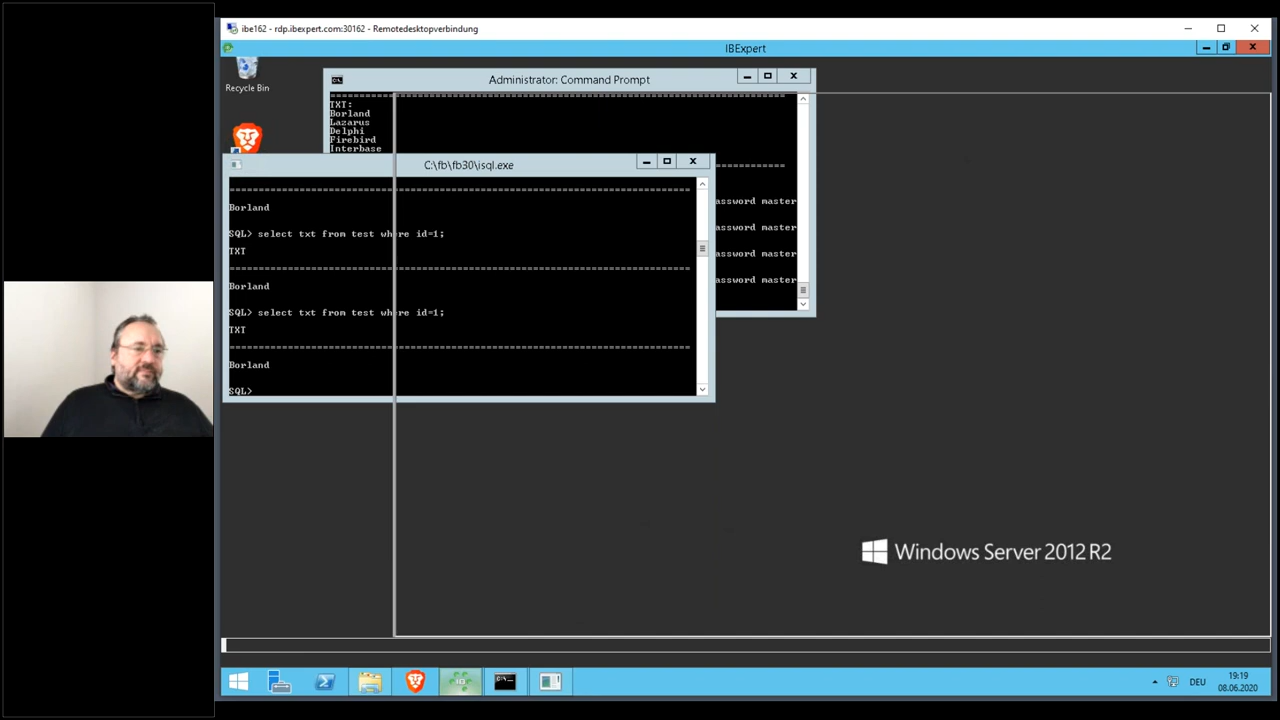 ibe162 - rdp.ibexpert.com:30162 - Remotedesktopverbindung
IBExpert
Recycle Bin
Administrator: Command Prompt
===========================================================================
TXT:
Borland
Lazarus
Delphi
Firebird
Interbase
============
assword master
assword master
assword master
assword master
C:\fb\fb30\isql.exe
===============================================================================
Borland
SQL> select txt from test where id=1;
TXT
===============================================================================
Borland
SQL> select txt from test where id=1;
TXT
===============================================================================
Borland
SQL>
Windows Server 2012 R2
DEU
19:19
08.06.2020